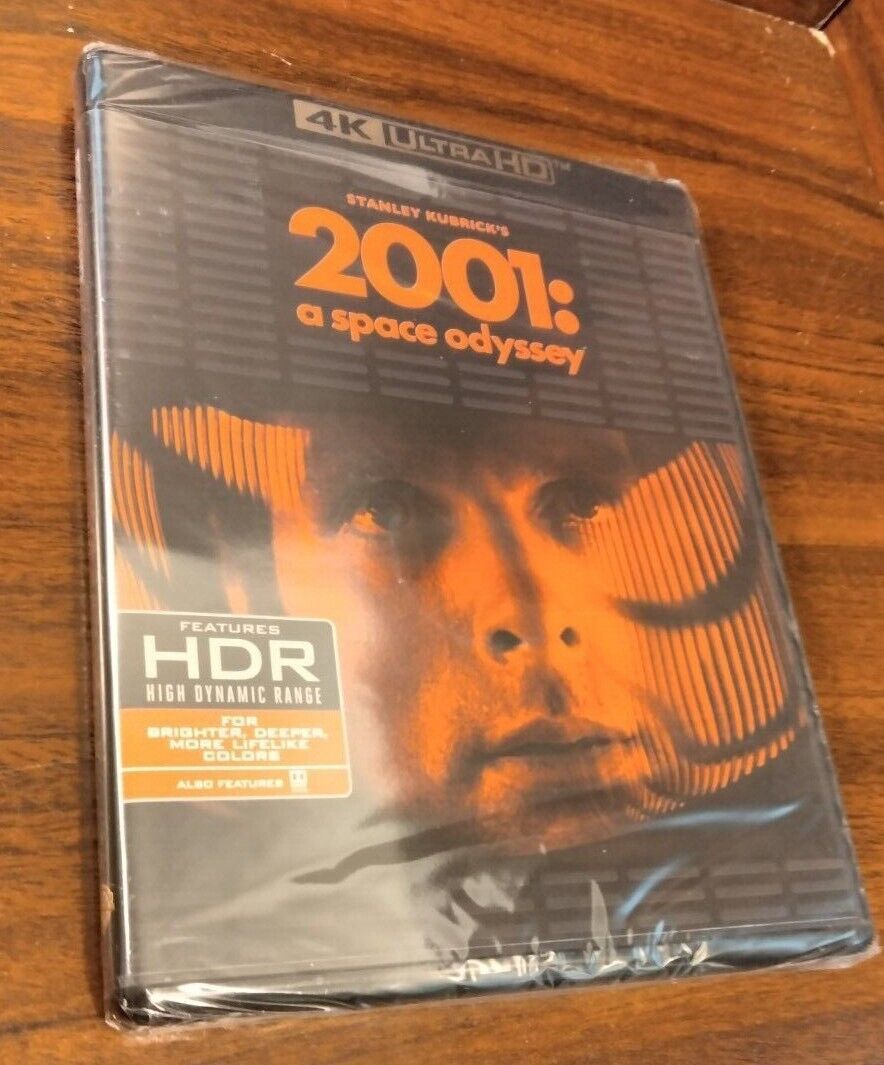 4K ULTRA HD™
STANLEY KUBRICK'S
2001:
a space odyssey
FEATURES
HDR
HIGH DYNAMIC RANGE
FOR
BRIGHTER, DEEPER,
MORE LIFELIKE
COLORS
ALSO FEATURES